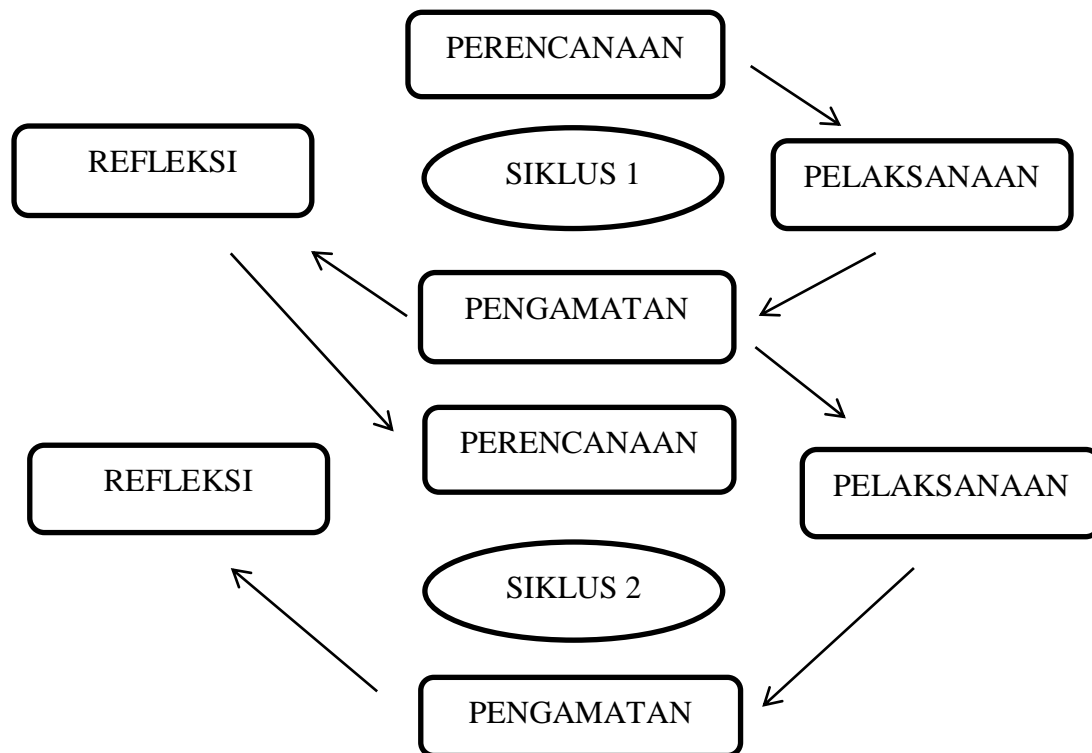 PERENCANAAN
REFLEKSI
SIKLUS 1
PELAKSANAAN
PENGAMATAN
PERENCANAAN
REFLEKSI
PELAKSANAAN
SIKLUS 2
PENGAMATAN